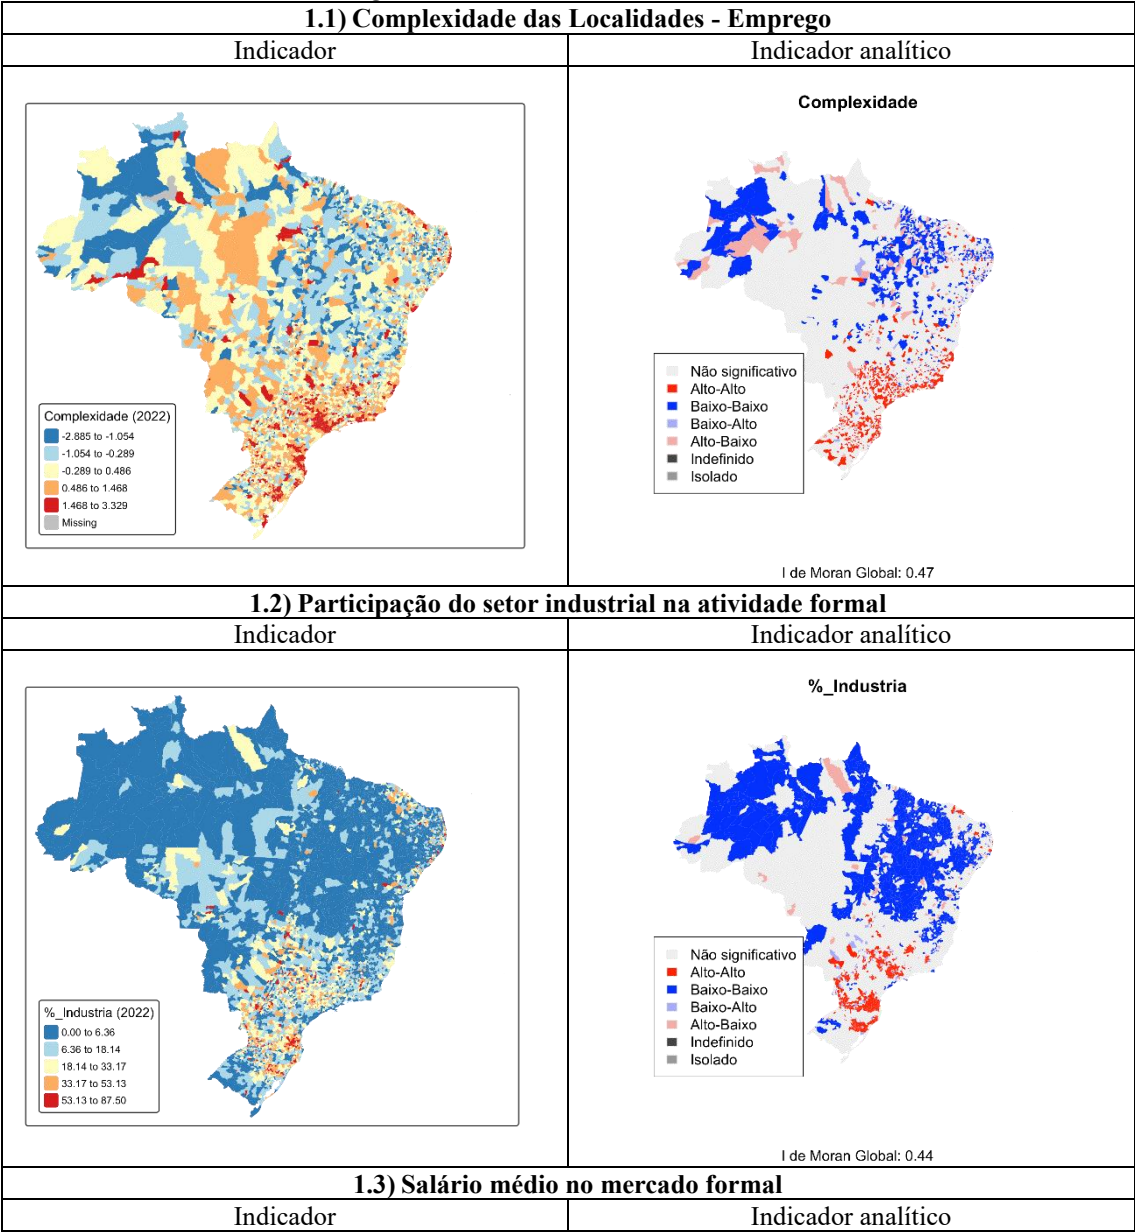 1.1) Complexidade das Localidades - Emprego
Indicador
Indicador analítico
Complexidade (2022)
-2.885 to -1.054
-1.054 to -0.289
-0.289 to 0.486
0.486 to 1.468
1.468 to 3.329
Missing
Complexidade
Não significativo
Alto-Alto
Baixo-Baixo
Baixo-Alto
Alto-Baixo
Indefinido
Isolado
I de Moran Global: 0.47
1.2) Participação do setor industrial na atividade formal
Indicador
Indicador analítico
%_Industria (2022)
0.00 to 6.36
6.36 to 18.14
18.14 to 33.17
33.17 to 53.13
53.13 to 87.50
%_Industria
Não significativo
Alto-Alto
Baixo-Baixo
Baixo-Alto
Alto-Baixo
Indefinido
Isolado
I de Moran Global: 0.44
1.3) Salário médio no mercado formal
Indicador
Indicador analítico